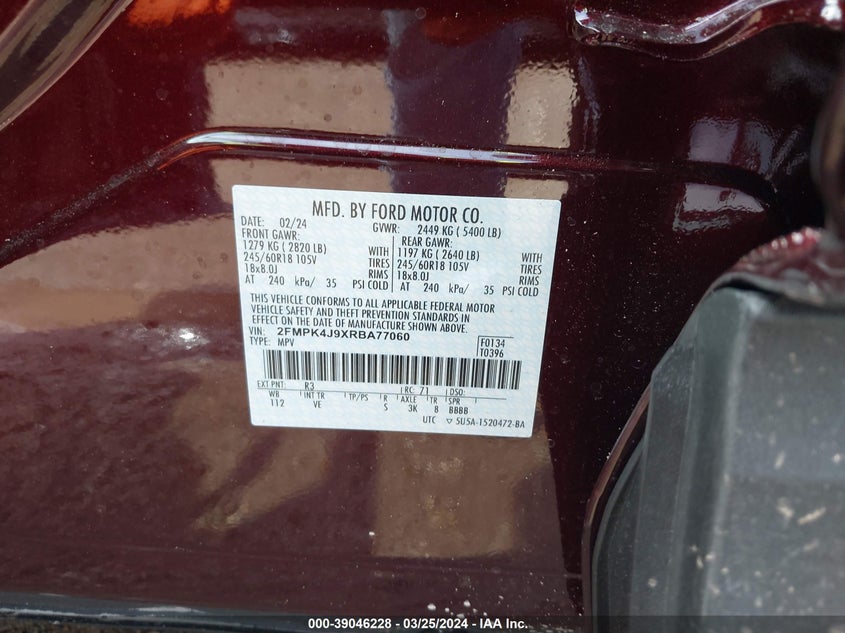 MFD. BY FORD MOTOR CO.
DATE: 02/24 GVWR: 2449 KG ( 5400 LB)
FRONT GAWR: REAR GAWR:
1279 KG ( 2820 LB) WITH 1197 KG ( 2640 LB) WITH
245/60R18 105V TIRES 245/60R18 105V TIRES
18x8.0J RIMS 18x8.0J RIMS
AT 240 kPa/ 35 PSI COLD AT 240 kPa/ 35 PSI COLD
THIS VEHICLE CONFORMS TO ALL APPLICABLE FEDERAL MOTOR
VEHICLE SAFETY AND THEFT PREVENTION STANDARDS IN
EFFECT ON THE DATE OF MANUFACTURE SHOWN ABOVE.
VIN: 2FMPK4J9XRBA77060 F0134
TYPE: MPV T0396
EXT PNT: R3 RC: 71 DSO:
WB INT TR TP/PS R AXLE TR SPR
112 VE S 3K 8 BBBB
UTC ▽ 5U5A-1520472-BA
000-39046228 - 03/25/2024 - IAA Inc.